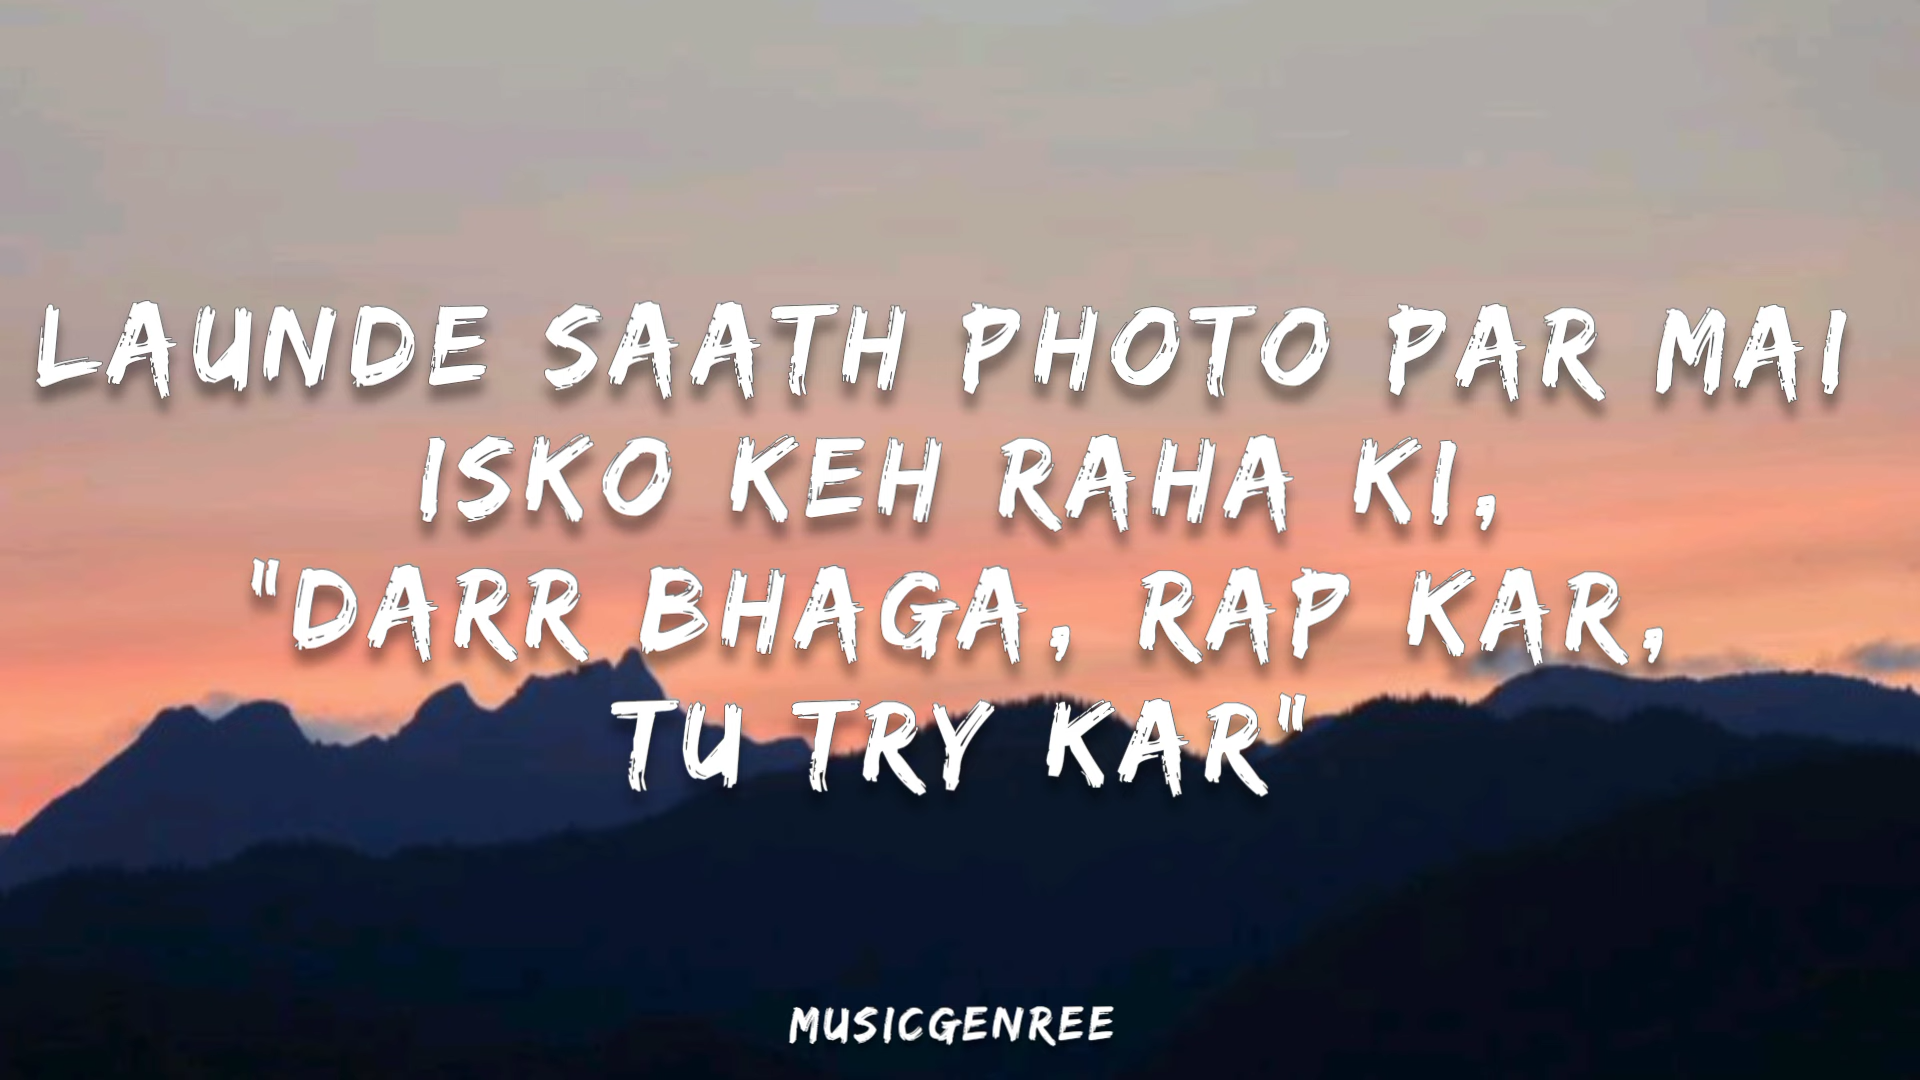 LAUNDE SAATH PHOTO PAR MAI
ISKO KEH RAHA KI,
"DARR BHAGA, RAP KAR,
TU TRY KAR"
MUSICGENREE